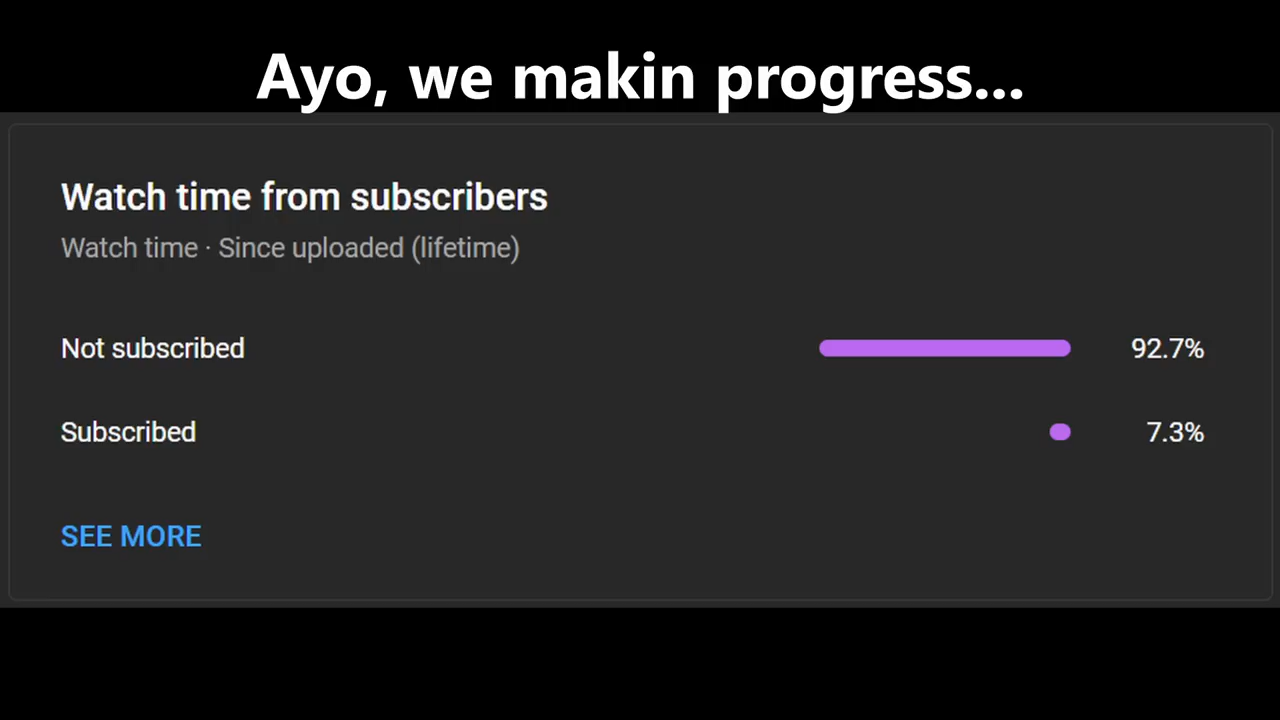 Ayo, we makin progress...
Watch time from subscribers
Watch time · Since uploaded (lifetime)
Not subscribed 92.7%
Subscribed 7.3%
SEE MORE